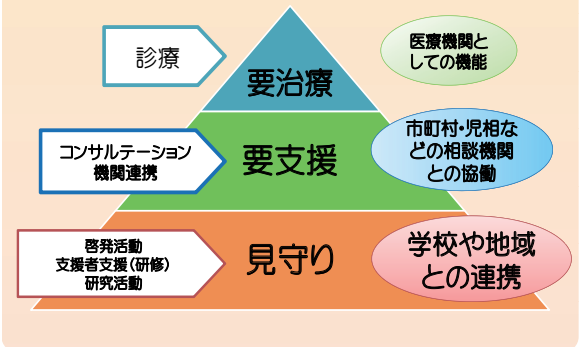 診療
要治療
医療機関と
しての機能
コンサルテーション
機関連携
要支援
市町村・児相な
どの相談機関
との協働
啓発活動
支援者支援（研修）
研究活動
見守り
学校や地域
との連携